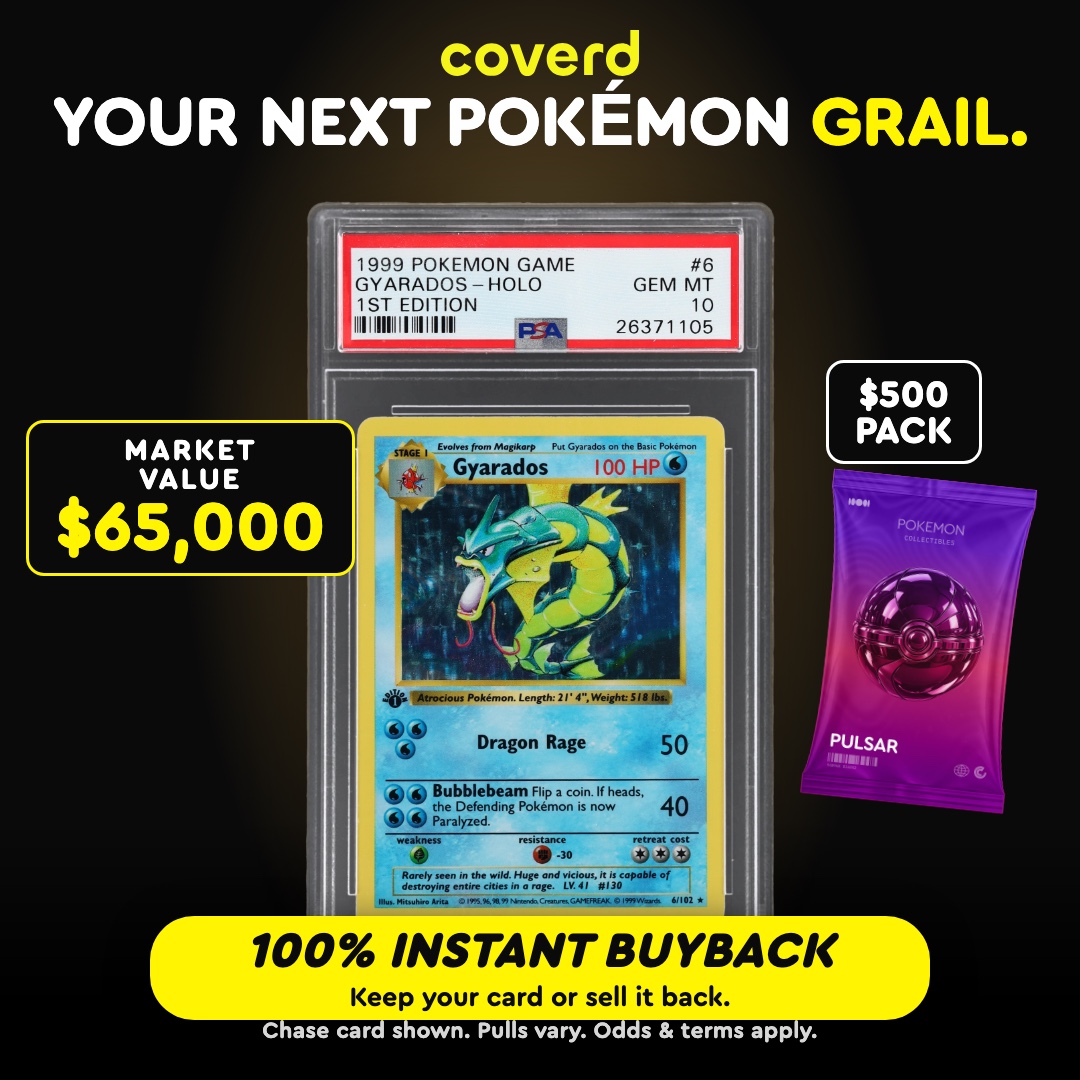 coverd
YOUR NEXT POKÉMON GRAIL.
1999 POKEMON GAME #6
GYARADOS – HOLO GEM MT
1ST EDITION 10
26371105
PSA
$500
PACK
MARKET
VALUE
$65,000
STAGE 1
Evolves from Magikarp Put Gyarados on the Basic Pokémon
Gyarados 100 HP
EDITION
1
Atrocious Pokémon. Length: 21' 4", Weight: 518 lbs.
Dragon Rage 50
Bubblebeam Flip a coin. If heads,
the Defending Pokémon is now
Paralyzed.
40
weakness resistance retreat cost
-30
Rarely seen in the wild. Huge and vicious, it is capable of
destroying entire cities in a rage. LV. 41 #130
Illus. Mitsuhiro Arita ©1995, 96, 98, 99 Nintendo, Creatures, GAMEFREAK. ©1999 Wizards. 6/102 ★
POKEMON
COLLECTIBLES
PULSAR
100% INSTANT BUYBACK
Keep your card or sell it back.
Chase card shown. Pulls vary. Odds & terms apply.